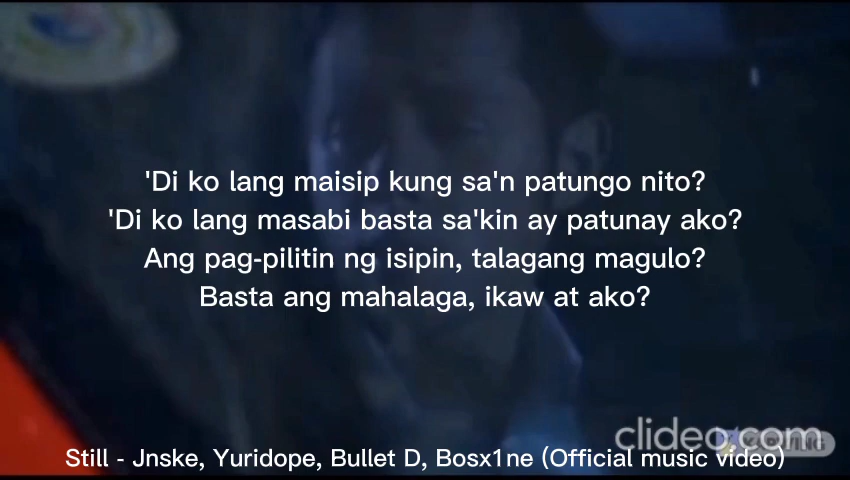 'Di ko lang maisip kung sa'n patungo nito?
'Di ko lang masabi basta sa'kin ay patunay ako?
Ang pag-pilitin ng isipin, talagang magulo?
Basta ang mahalaga, ikaw at ako?
clideo.com
Still - Jnske, Yuridope, Bullet D, Bosx1ne (Official music video)